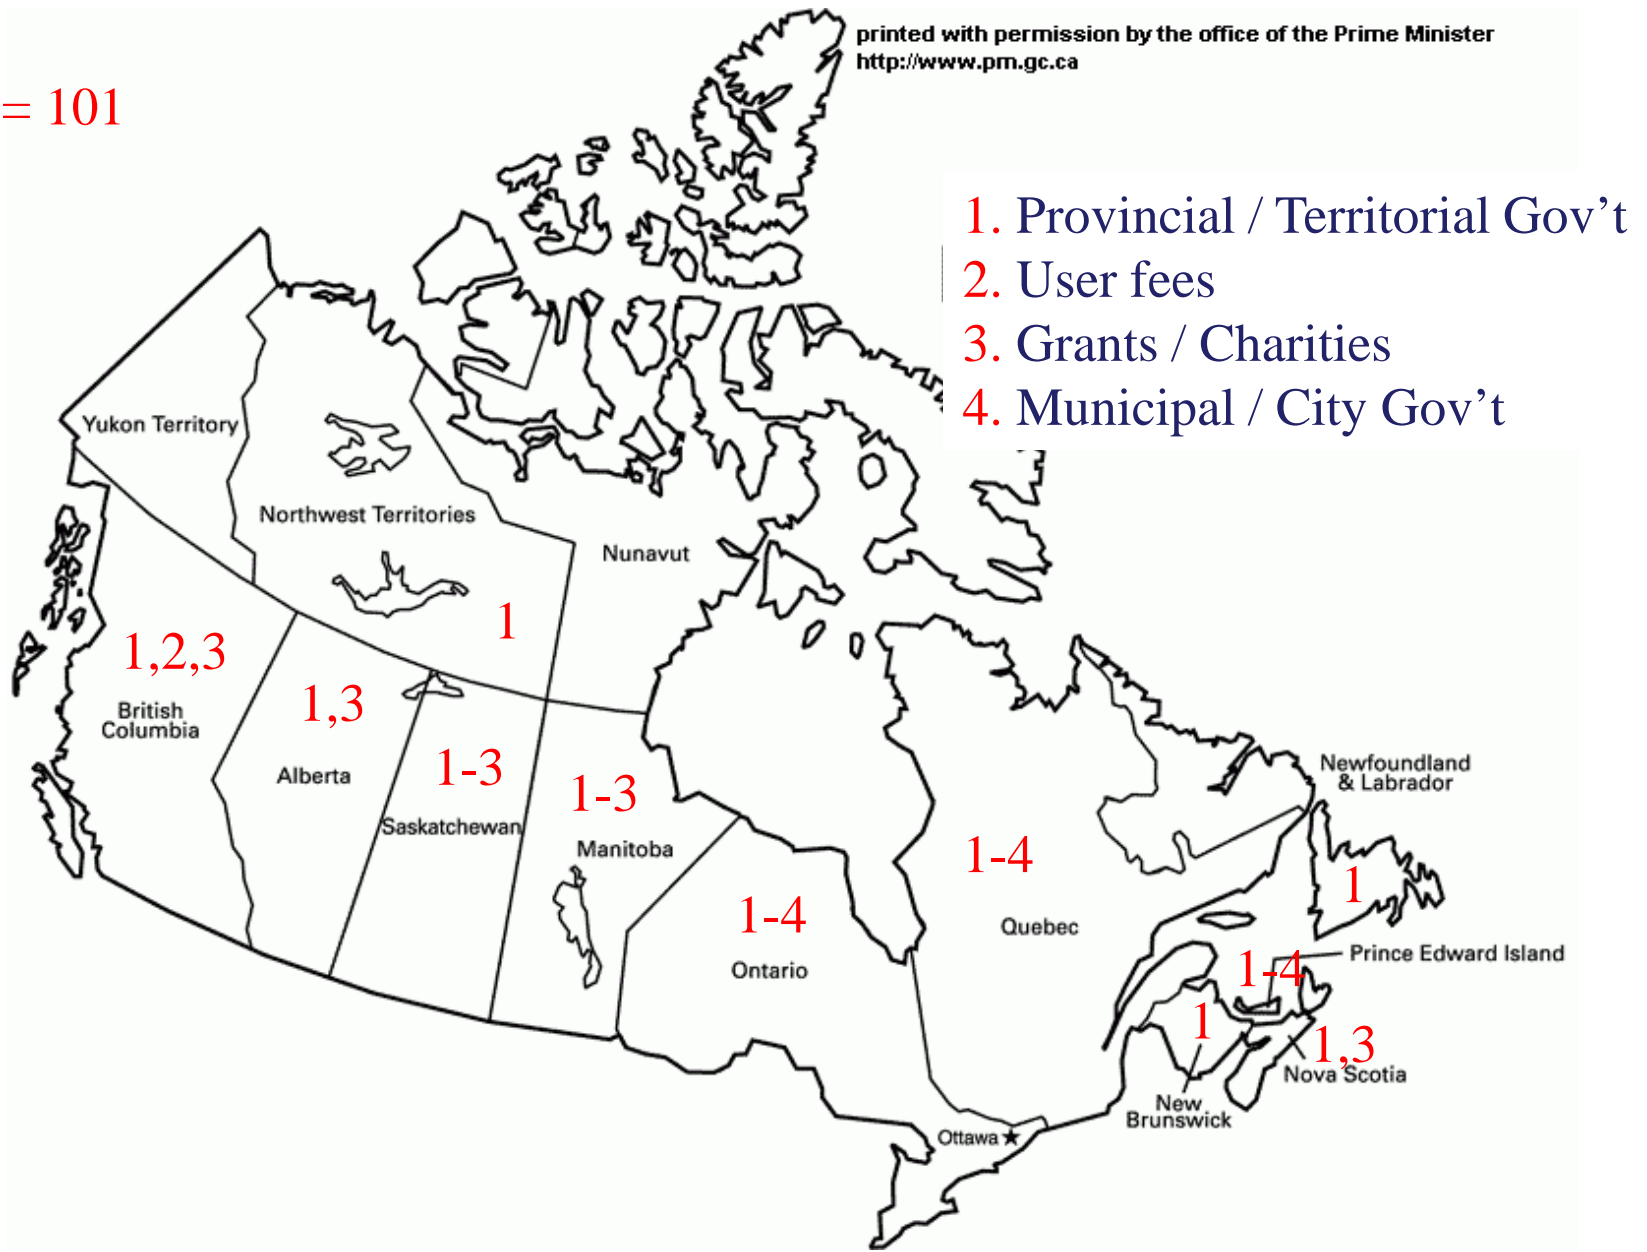 printed with permission by the office of the Prime Minister
http://www.pm.gc.ca
= 101
1. Provincial / Territorial Gov’t
2. User fees
3. Grants / Charities
4. Municipal / City Gov’t
Yukon Territory
Northwest Territories
Nunavut
1
1,2,3
British
Columbia
1,3
Alberta
1-3
Saskatchewan
1-3
Manitoba
1-4
Ontario
1-4
Quebec
Newfoundland
& Labrador
1
Prince Edward Island
1-4
1
New
Brunswick
1,3
Nova Scotia
Ottawa